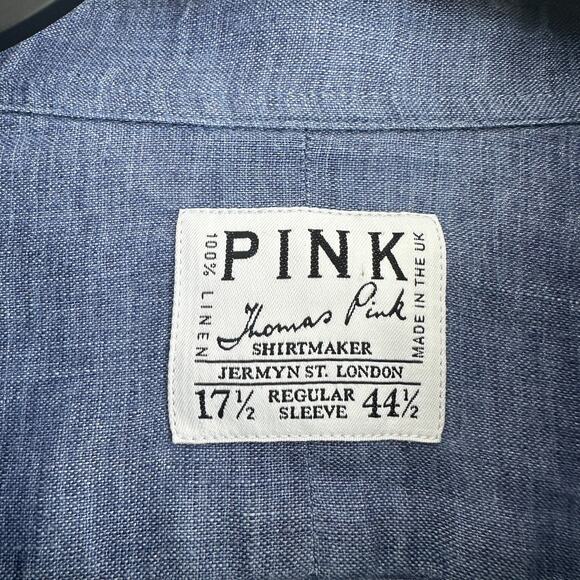 PINK
Thomas Pink
SHIRTMAKER
JERMYN ST. LONDON
17½ REGULAR SLEEVE 44½
100% LINEN
MADE IN THE UK